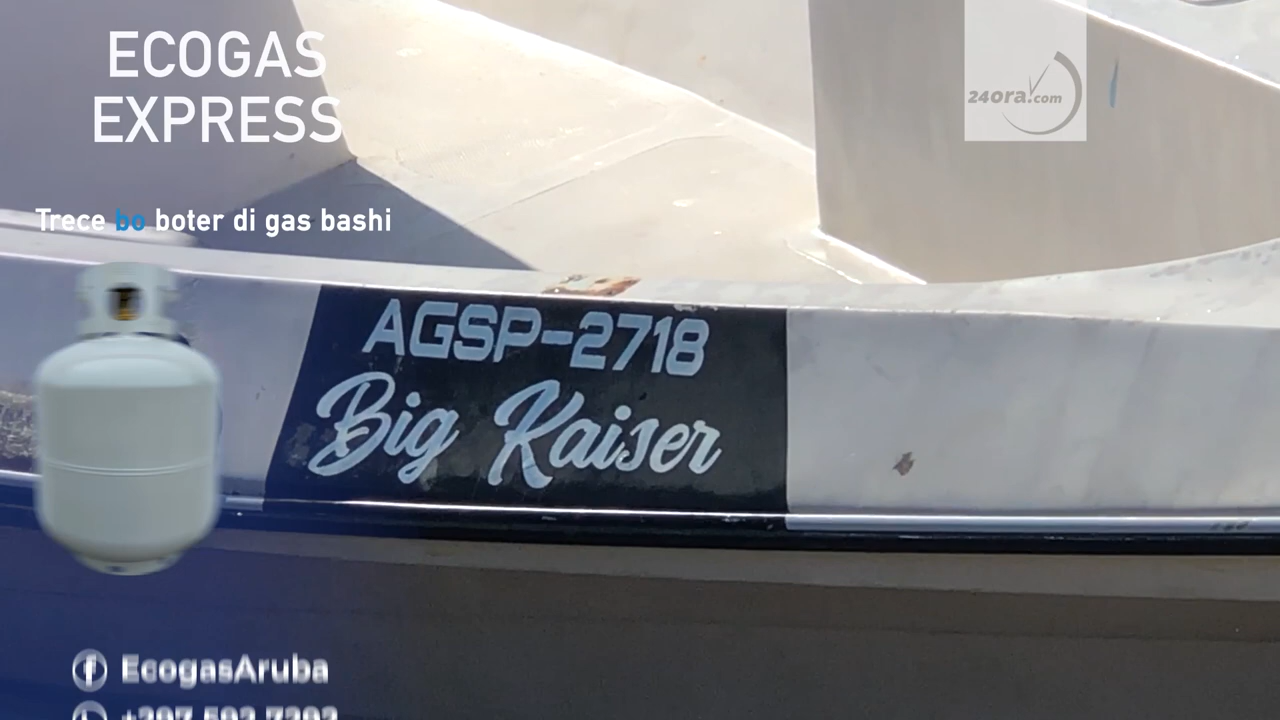 ECOGAS
EXPRESS
Trece bo boter di gas bashi
24ora.com
AGSP-2718
Big Kaiser
EcogasAruba